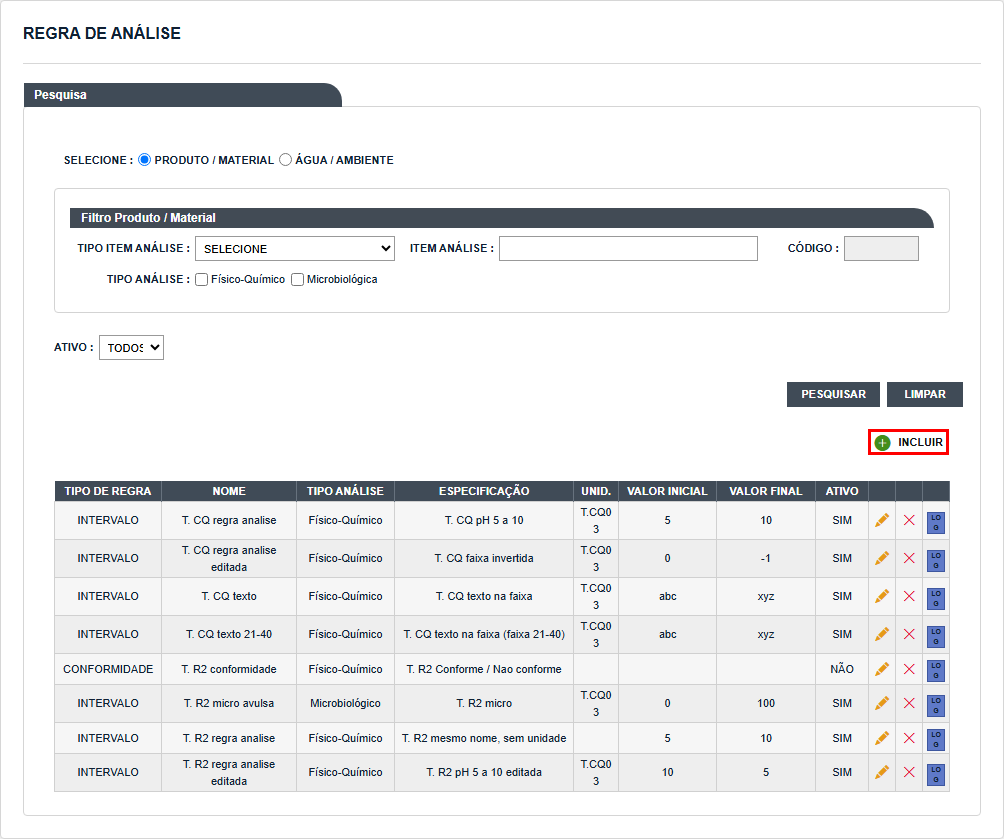 REGRA DE ANÁLISE
Pesquisa
SELECIONE : PRODUTO / MATERIAL ÁGUA / AMBIENTE
Filtro Produto / Material
TIPO ITEM ANÁLISE : SELECIONE ITEM ANÁLISE : CÓDIGO :
TIPO ANÁLISE : Físico-Químico Microbiológica
ATIVO : TODOS
PESQUISAR LIMPAR
INCLUIR
TIPO DE REGRA NOME TIPO ANÁLISE ESPECIFICAÇÃO UNID. VALOR INICIAL VALOR FINAL ATIVO
INTERVALO T. CQ regra analise Físico-Químico T. CQ pH 5 a 10 T.CQ03 5 10 SIM LOG
INTERVALO T. CQ regra analise editada Físico-Químico T. CQ faixa invertida T.CQ03 0 -1 SIM LOG
INTERVALO T. CQ texto Físico-Químico T. CQ texto na faixa T.CQ03 abc xyz SIM LOG
INTERVALO T. CQ texto 21-40 Físico-Químico T. CQ texto na faixa (faixa 21-40) T.CQ03 abc xyz SIM LOG
CONFORMIDADE T. R2 conformidade Físico-Químico T. R2 Conforme / Nao conforme NÃO LOG
INTERVALO T. R2 micro avulsa Microbiológico T. R2 micro T.CQ03 0 100 SIM LOG
INTERVALO T. R2 regra analise Físico-Químico T. R2 mesmo nome, sem unidade 5 10 SIM LOG
INTERVALO T. R2 regra analise editada Físico-Químico T. R2 pH 5 a 10 editada T.CQ03 10 5 SIM LOG